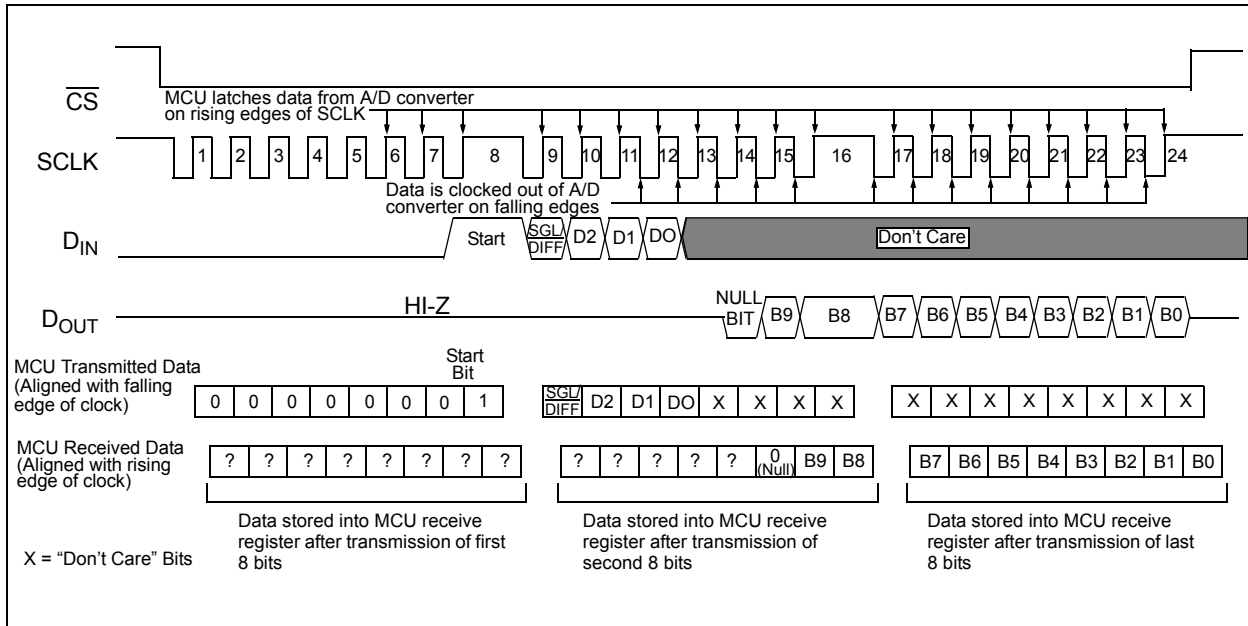 CS
MCU latches data from A/D converter
on rising edges of SCLK
SCLK
1 2 3 4 5 6 7 8 9 10 11 12 13 14 15 16 17 18 19 20 21 22 23 24
Data is clocked out of A/D
converter on falling edges
DIN
Start
SGL/
DIFF
D2 D1 DO
Don't Care
HI-Z
DOUT
NULL
BIT
B9 B8 B7 B6 B5 B4 B3 B2 B1 B0
MCU Transmitted Data
(Aligned with falling
edge of clock)
Start
Bit
0 0 0 0 0 0 0 1
SGL/
DIFF
D2 D1 DO X X X X
X X X X X X X X
MCU Received Data
(Aligned with rising
edge of clock)
? ? ? ? ? ? ? ?
? ? ? ? ? 0
(Null)
B9 B8
B7 B6 B5 B4 B3 B2 B1 B0
Data stored into MCU receive
register after transmission of first
8 bits
Data stored into MCU receive
register after transmission of
second 8 bits
Data stored into MCU receive
register after transmission of last
8 bits
X = “Don’t Care” Bits